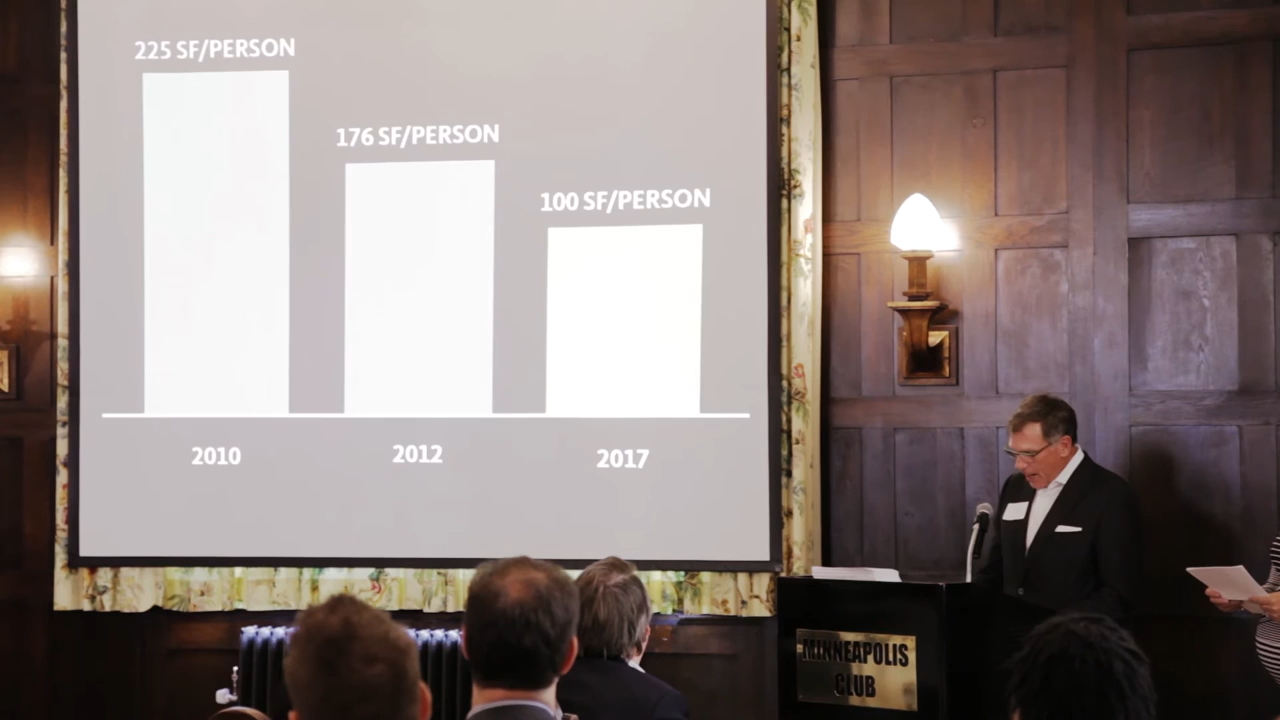 225 SF/PERSON
176 SF/PERSON
100 SF/PERSON
2010
2012
2017
MINNEAPOLIS
CLUB